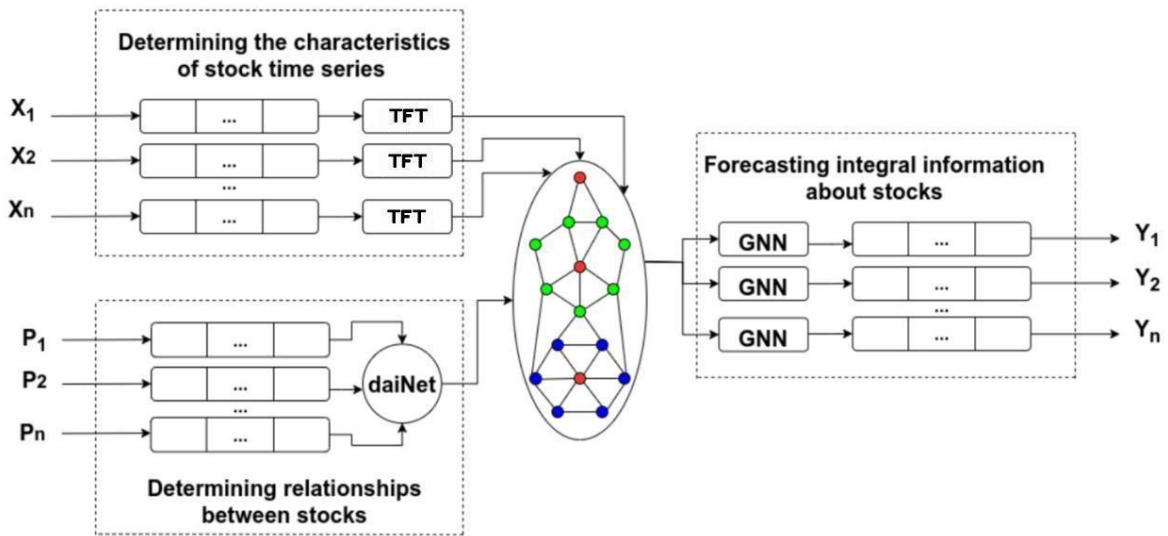 Determining the characteristics
of stock time series
X1
...
TFT
X2
...
TFT
...
Xn
...
TFT
P1
...
P2
...
daiNet
...
Pn
...
Determining relationships
between stocks
Forecasting integral information
about stocks
GNN
...
Y1
GNN
...
Y2
...
GNN
...
Yn